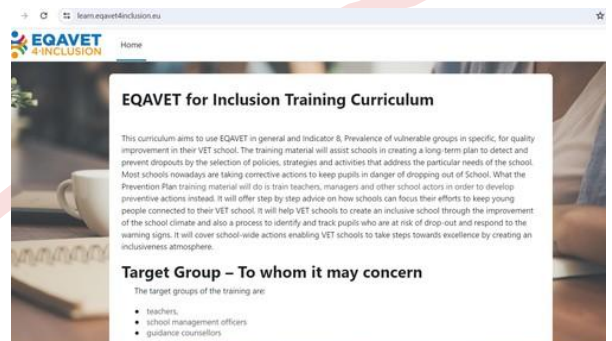 learn.eqavet4inclusion.eu
EQAVET
4·INCLUSION
Home
EQAVET for Inclusion Training Curriculum
This curriculum aims to use EQAVET in general and Indicator 8, Prevalence of vulnerable groups in specific, for quality
improvement in their VET school. The training material will assist schools in creating a long-term plan to detect and
prevent dropouts by the selection of policies, strategies and activities that address the particular needs of the school.
Most schools nowadays are taking corrective actions to keep pupils in danger of dropping out of School. What the
Prevention Plan training material will do is train teachers, managers and other school actors in order to develop
preventive actions instead. It will offer step by step advice on how schools can focus their efforts to keep young
people connected to their VET school. It will help VET schools to create an inclusive school through the improvement
of the school climate and also a process to identify and track pupils who are at risk of drop-out and respond to the
warning signs. It will cover school-wide actions enabling VET schools to take steps towards excellence by creating an
inclusiveness atmosphere.
Target Group – To whom it may concern
The target groups of the training are:
• teachers,
• school management officers
• guidance counsellors